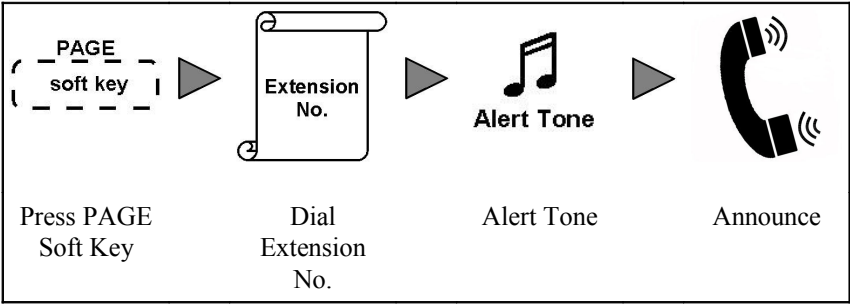 PAGE
soft key
Extension
No.
Alert Tone
Press PAGE
Soft Key
Dial
Extension
No.
Alert Tone
Announce